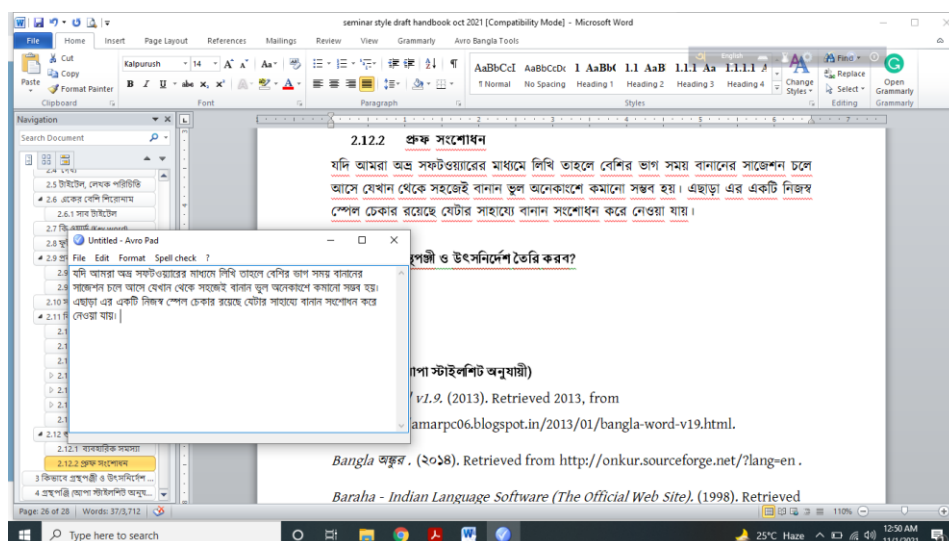 seminar style draft handbook oct 2021 [Compatibility Mode] - Microsoft Word
File Home Insert Page Layout References Mailings Review View Grammarly Avro Bangla Tools
Cut
Copy
Format Painter
Paste
Clipboard
Kalpurush 14
Font
Paragraph
AaBbCcI AaBbCcDc 1 AaBb 1.1 AaB 1.1.1 Aa 1.1.1.1 A
1 Normal No Spacing Heading 1 Heading 2 Heading 3 Heading 4
Styles
Change Styles
English
Find
Replace
Select
Editing
Open Grammarly
Grammarly
Navigation
Search Document
2.5 টাইটেল, লেখক পরিচিতি
2.6 একের বেশি শিরোনাম
2.6.1 সাব টাইটেল
2.12.1 ব্যবহারিক সমস্যা
2.12.2 প্রুফ সংশোধন
3 কিভাবে গ্রন্থপঞ্জী ও উৎসনির্দেশ ...
4 গ্রন্থপঞ্জি (আপা স্টাইলশিট অনুয...
2.12.2 প্রুফ সংশোধন
যদি আমরা অভ্র সফটওয়্যারের মাধ্যমে লিখি তাহলে বেশির ভাগ সময় বানানের সাজেশন চলে
আসে যেখান থেকে সহজেই বানান ভুল অনেকাংশে কমানো সম্ভব হয়। এছাড়া এর একটি নিজস্ব
স্পেল চেকার রয়েছে যেটার সাহায্যে বানান সংশোধন করে নেওয়া যায়।
ও উৎসনির্দেশ তৈরি করব?
স্টাইলশিট অনুযায়ী)
v1.9. (2013). Retrieved 2013, from
amarpc06.blogspot.in/2013/01/bangla-word-v19.html.
Bangla অঙ্কুর . (২০১৪). Retrieved from http://onkur.sourceforge.net/?lang=en .
Baraha - Indian Language Software (The Official Web Site). (1998). Retrieved
Untitled - Avro Pad
File Edit Format Spell check ?
যদি আমরা অভ্র সফটওয়্যারের মাধ্যমে লিখি তাহলে বেশির ভাগ সময় বানানের
সাজেশন চলে আসে যেখান থেকে সহজেই বানান ভুল অনেকাংশে কমানো সম্ভব হয়।
এছাড়া এর একটি নিজস্ব স্পেল চেকার রয়েছে যেটার সাহায্যে বানান সংশোধন করে
নেওয়া যায়।
Page: 26 of 28 Words: 37/3,712
110%
Type here to search
25°C Haze
12:50 AM
11/1/2021